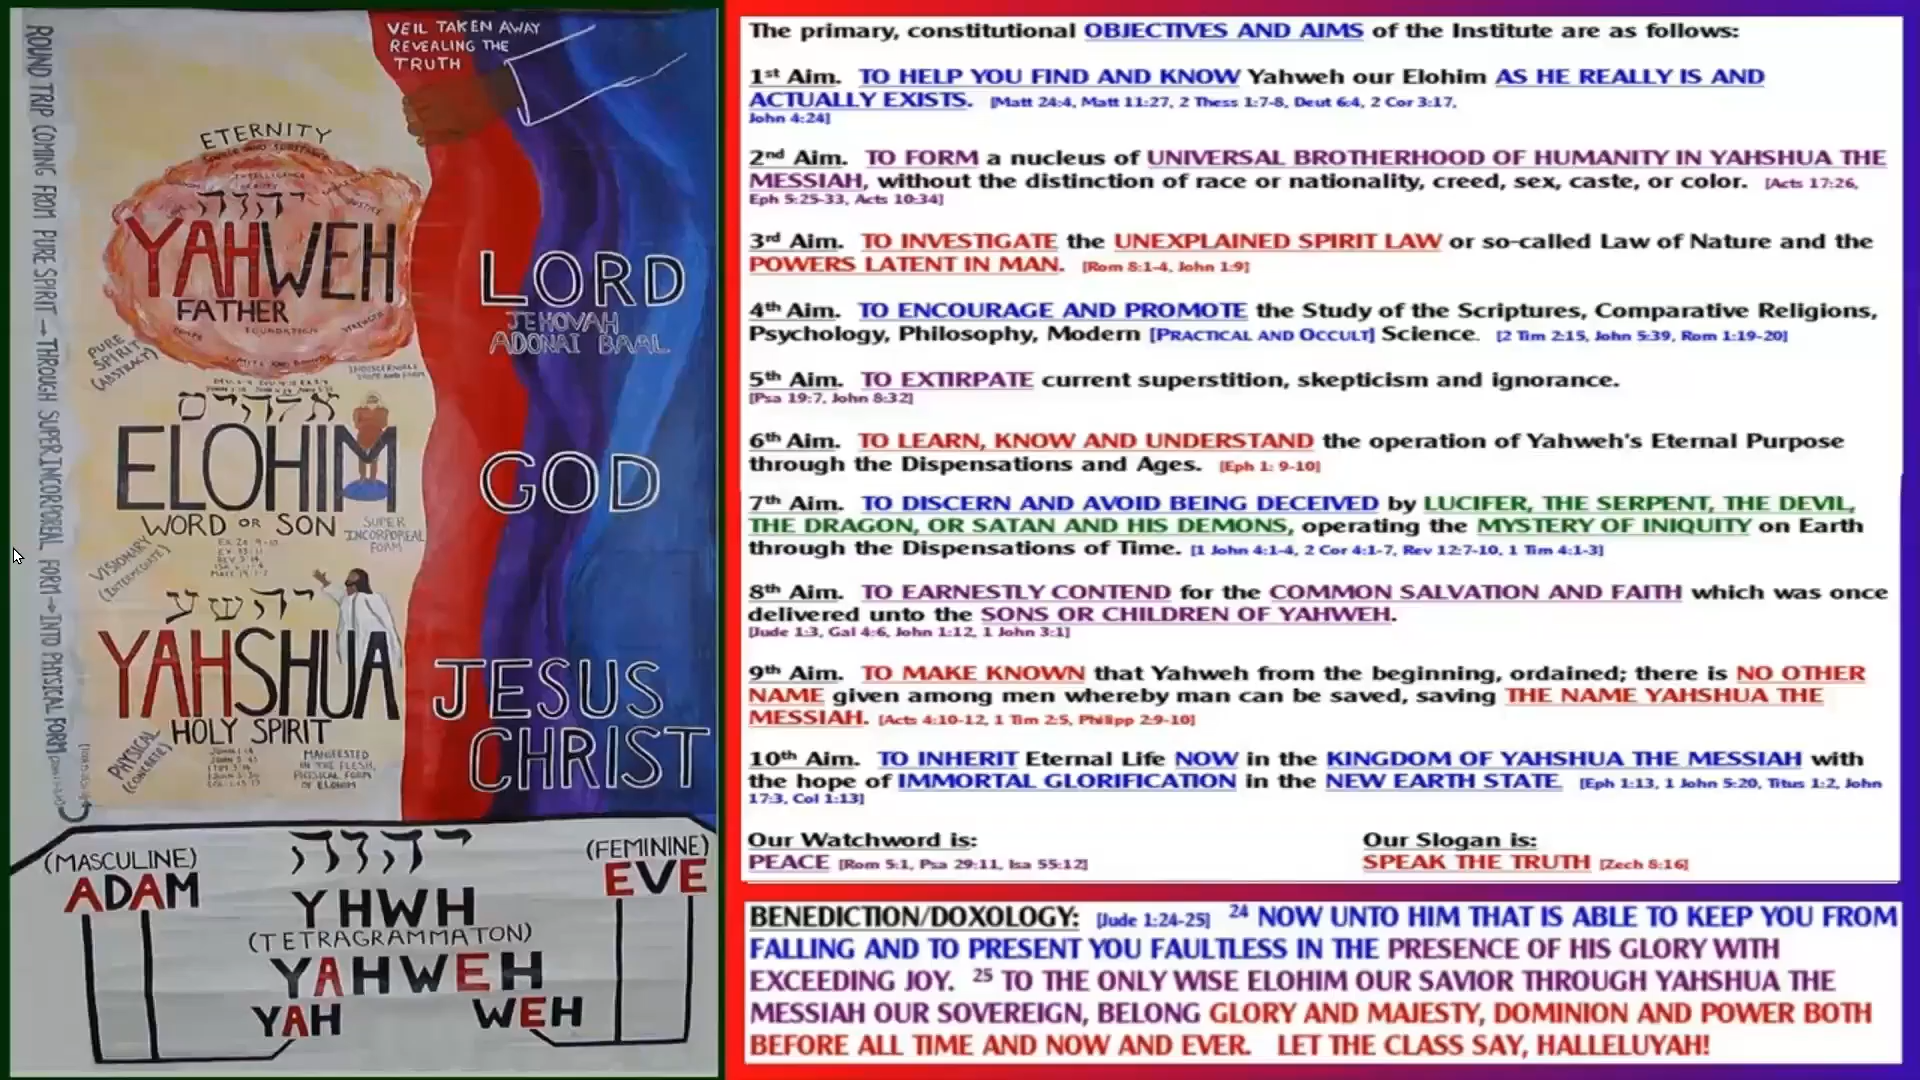 VEIL TAKEN AWAY
REVEALING THE
TRUTH
ROUND TRIP COMING FROM PURE SPIRIT → THROUGH SUPERINCORPOREAL FORM → INTO PHYSICAL FORM
ETERNITY
INTELLIGENCE
JUSTICE
יהוה
YAHWEH
FATHER
FOUNDATION
STRENGTH
PURE
SPIRIT
(ABSTRACT)
LORD
JEHOVAH
ADONAI BAAL
אלהים
ELOHIM
WORD OR SON
SUPER
INCORPOREAL
FORM
VISIONARY
(INTERMEDIATE)
GOD
יהשע
YAHSHUA
HOLY SPIRIT
PHYSICAL
(CONCRETE)
MANIFESTED
IN THE FLESH,
PHYSICAL FORM
OF ELOHIM
JESUS
CHRIST
(MASCULINE)
ADAM
יהוה
YHWH
(TETRAGRAMMATON)
YAHWEH
YAH WEH
(FEMININE)
EVE
The primary, constitutional OBJECTIVES AND AIMS of the Institute are as follows:
1st Aim. TO HELP YOU FIND AND KNOW Yahweh our Elohim AS HE REALLY IS AND
ACTUALLY EXISTS. [Matt 24:4, Matt 11:27, 2 Thess 1:7-8, Deut 6:4, 2 Cor 3:17,
John 4:24]
2nd Aim. TO FORM a nucleus of UNIVERSAL BROTHERHOOD OF HUMANITY IN YAHSHUA THE
MESSIAH, without the distinction of race or nationality, creed, sex, caste, or color. [Acts 17:26,
Eph 5:25-33, Acts 10:34]
3rd Aim. TO INVESTIGATE the UNEXPLAINED SPIRIT LAW or so-called Law of Nature and the
POWERS LATENT IN MAN. [Rom 8:1-4, John 1:9]
4th Aim. TO ENCOURAGE AND PROMOTE the Study of the Scriptures, Comparative Religions,
Psychology, Philosophy, Modern [PRACTICAL AND OCCULT] Science. [2 Tim 2:15, John 5:39, Rom 1:19-20]
5th Aim. TO EXTIRPATE current superstition, skepticism and ignorance.
[Psa 19:7, John 8:32]
6th Aim. TO LEARN, KNOW AND UNDERSTAND the operation of Yahweh's Eternal Purpose
through the Dispensations and Ages. [Eph 1: 9-10]
7th Aim. TO DISCERN AND AVOID BEING DECEIVED by LUCIFER, THE SERPENT, THE DEVIL,
THE DRAGON, OR SATAN AND HIS DEMONS, operating the MYSTERY OF INIQUITY on Earth
through the Dispensations of Time. [1 John 4:1-4, 2 Cor 4:1-7, Rev 12:7-10, 1 Tim 4:1-3]
8th Aim. TO EARNESTLY CONTEND for the COMMON SALVATION AND FAITH which was once
delivered unto the SONS OR CHILDREN OF YAHWEH.
[Jude 1:3, Gal 4:6, John 1:12, 1 John 3:1]
9th Aim. TO MAKE KNOWN that Yahweh from the beginning, ordained; there is NO OTHER
NAME given among men whereby man can be saved, saving THE NAME YAHSHUA THE
MESSIAH. [Acts 4:10-12, 1 Tim 2:5, Philipp 2:9-10]
10th Aim. TO INHERIT Eternal Life NOW in the KINGDOM OF YAHSHUA THE MESSIAH with
the hope of IMMORTAL GLORIFICATION in the NEW EARTH STATE. [Eph 1:13, 1 John 5:20, Titus 1:2, John
17:3, Col 1:13]
Our Watchword is:
PEACE [Rom 5:1, Psa 29:11, Isa 55:12]
Our Slogan is:
SPEAK THE TRUTH [Zech 8:16]
BENEDICTION/DOXOLOGY: [Jude 1:24-25] 24 NOW UNTO HIM THAT IS ABLE TO KEEP YOU FROM
FALLING AND TO PRESENT YOU FAULTLESS IN THE PRESENCE OF HIS GLORY WITH
EXCEEDING JOY. 25 TO THE ONLY WISE ELOHIM OUR SAVIOR THROUGH YAHSHUA THE
MESSIAH OUR SOVEREIGN, BELONG GLORY AND MAJESTY, DOMINION AND POWER BOTH
BEFORE ALL TIME AND NOW AND EVER. LET THE CLASS SAY, HALLELUYAH!